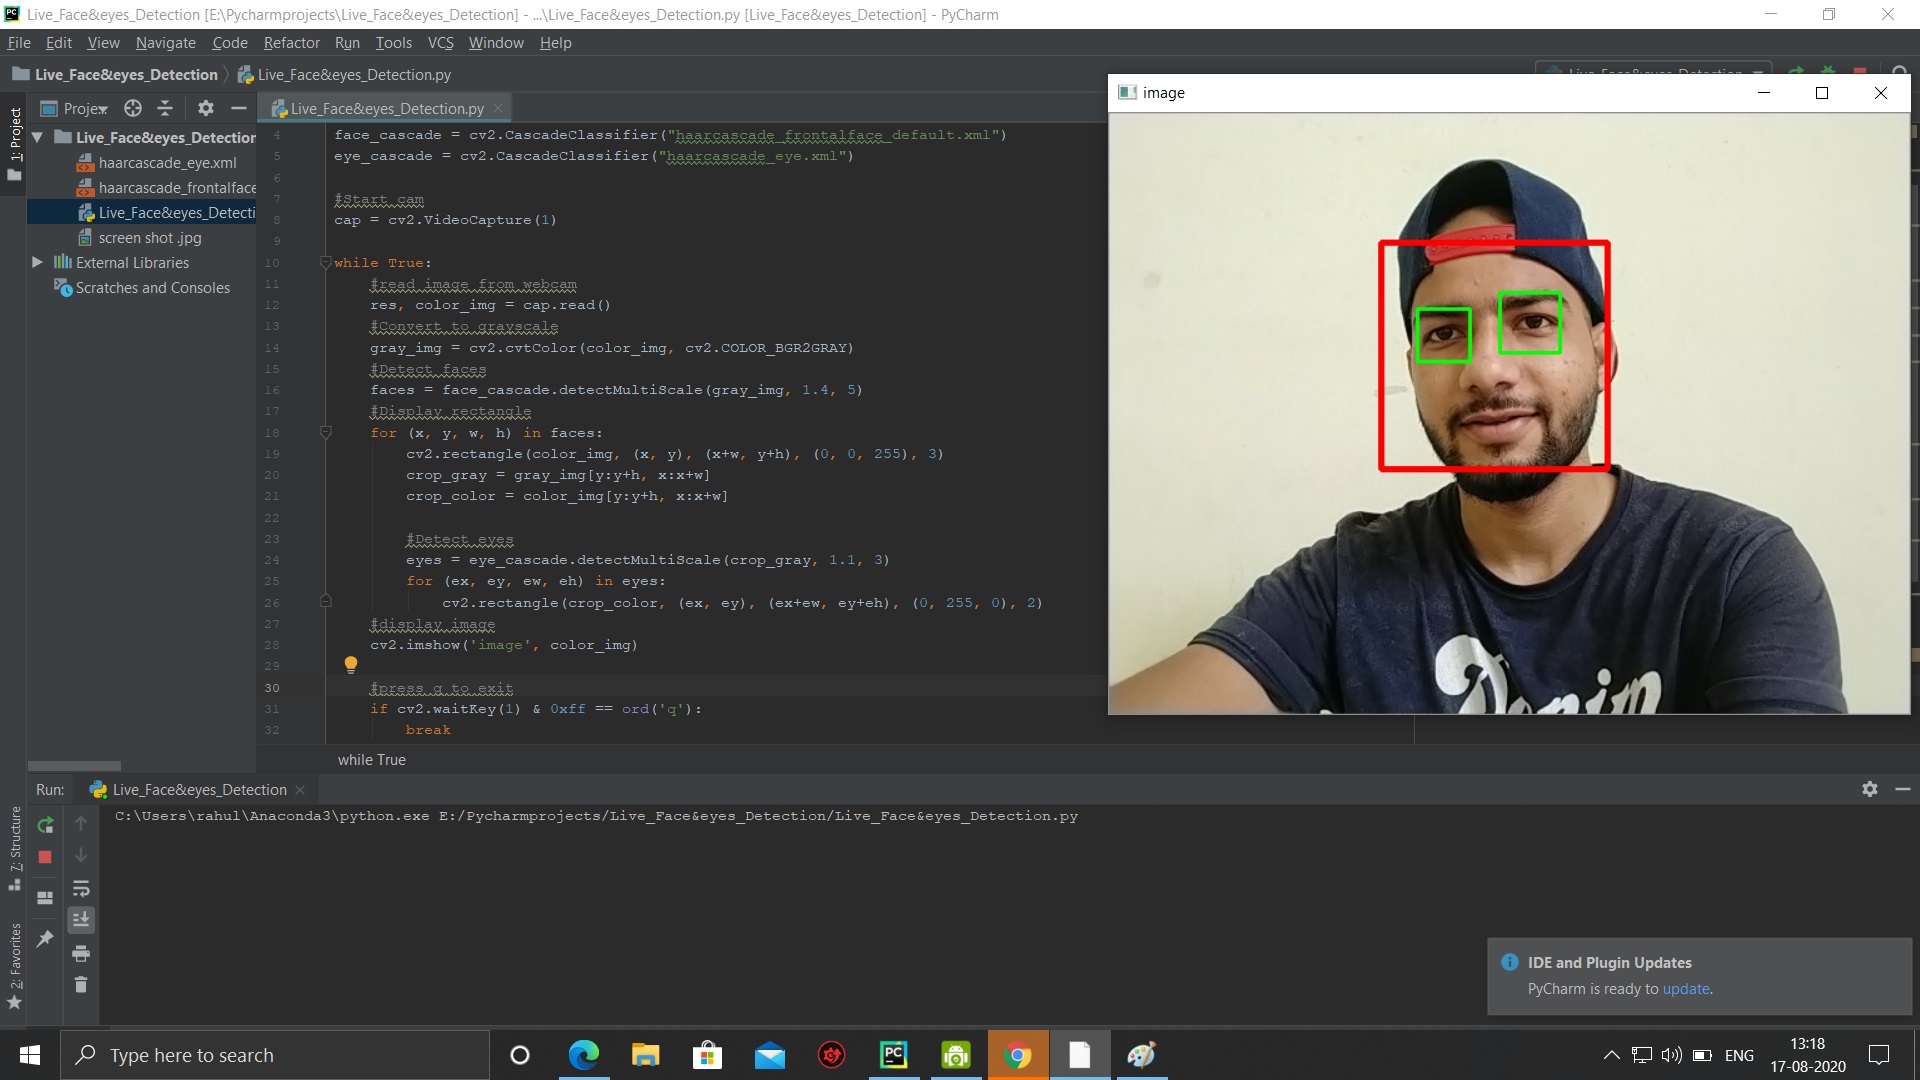 Live_Face&eyes_Detection [E:\Pycharmprojects\Live_Face&eyes_Detection] - ...\Live_Face&eyes_Detection.py [Live_Face&eyes_Detection] - PyCharm
File Edit View Navigate Code Refactor Run Tools VCS Window Help
Live_Face&eyes_Detection Live_Face&eyes_Detection.py
Live_Face&eyes_Detection
1: Project
Proje
Live_Face&eyes_Detection.py
Live_Face&eyes_Detection
haarcascade_eye.xml
haarcascade_frontalface
Live_Face&eyes_Detecti
screen shot .jpg
External Libraries
Scratches and Consoles
4 face_cascade = cv2.CascadeClassifier("haarcascade_frontalface_default.xml")
5 eye_cascade = cv2.CascadeClassifier("haarcascade_eye.xml")
6
7 #Start cam
8 cap = cv2.VideoCapture(1)
9
10 while True:
11 #read image from webcam
12 res, color_img = cap.read()
13 #Convert to grayscale
14 gray_img = cv2.cvtColor(color_img, cv2.COLOR_BGR2GRAY)
15 #Detect faces
16 faces = face_cascade.detectMultiScale(gray_img, 1.4, 5)
17 #Display rectangle
18 for (x, y, w, h) in faces:
19 cv2.rectangle(color_img, (x, y), (x+w, y+h), (0, 0, 255), 3)
20 crop_gray = gray_img[y:y+h, x:x+w]
21 crop_color = color_img[y:y+h, x:x+w]
22
23 #Detect eyes
24 eyes = eye_cascade.detectMultiScale(crop_gray, 1.1, 3)
25 for (ex, ey, ew, eh) in eyes:
26 cv2.rectangle(crop_color, (ex, ey), (ex+ew, ey+eh), (0, 255, 0), 2)
27 #display image
28 cv2.imshow('image', color_img)
29
30 #press q to exit
31 if cv2.waitKey(1) & 0xff == ord('q'):
32 break
while True
image
Denim
Run: Live_Face&eyes_Detection
C:\Users\rahul\Anaconda3\python.exe E:/Pycharmprojects/Live_Face&eyes_Detection/Live_Face&eyes_Detection.py
7: Structure
2: Favorites
IDE and Plugin Updates
PyCharm is ready to update.
Type here to search
PC
ENG
13:18
17-08-2020